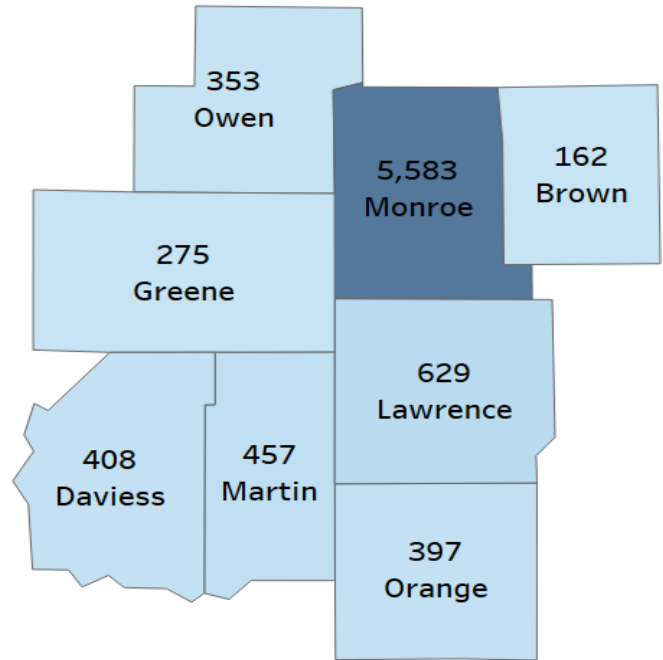 353
Owen
5,583
Monroe
162
Brown
275
Greene
629
Lawrence
408
Daviess
457
Martin
397
Orange